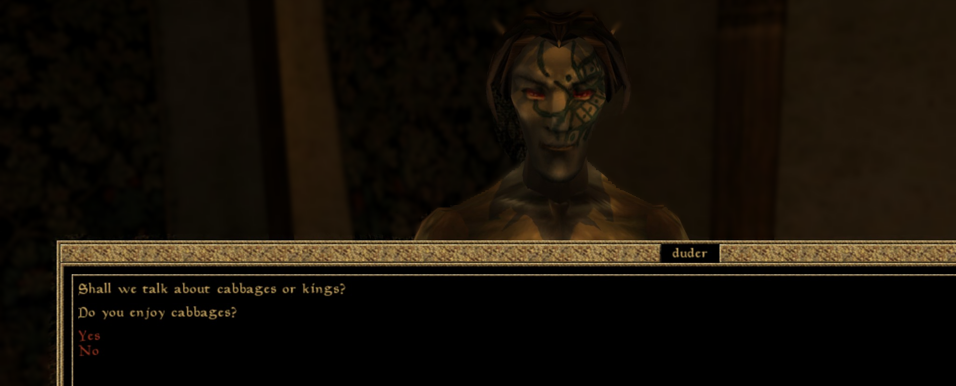 duder
Shall we talk about cabbages or kings?
Do you enjoy cabbages?
Yes
No